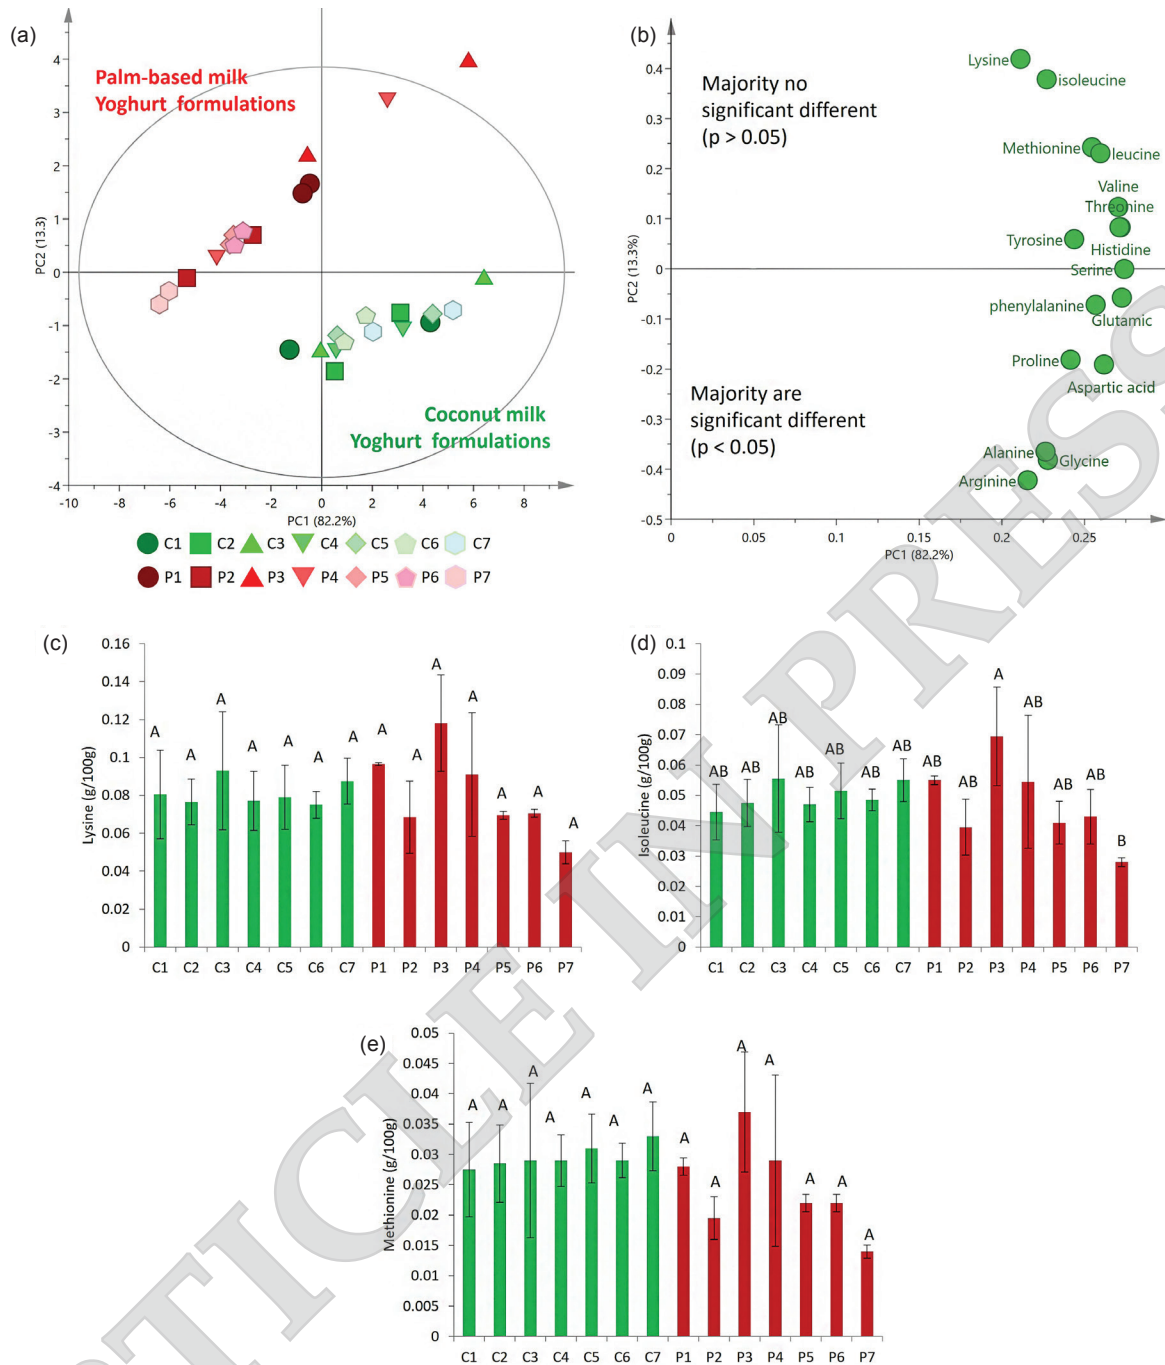 (a)
Palm-based milk
Yoghurt formulations
Coconut milk
Yoghurt formulations
4
3
2
1
0
-1
-2
-3
-4
PC2 (13.3)
-10 -8 -6 -4 -2 0 2 4 6 8
PC1 (82.2%)
C1 C2 C3 C4 C5 C6 C7
P1 P2 P3 P4 P5 P6 P7
(b)
Majority no
significant different
(p > 0.05)
Majority are
significant different
(p < 0.05)
Lysine
isoleucine
Methionine
leucine
Valine
Threonine
Tyrosine
Histidine
Serine
phenylalanine
Glutamic
Proline
Aspartic acid
Alanine
Glycine
Arginine
0.4
0.3
0.2
0.1
0
-0.1
-0.2
-0.3
-0.4
-0.5
PC2 (13.3%)
0 0.05 0.1 0.15 0.2 0.25
PC1 (82.2%)
(c)
0.16
0.14
0.12
0.1
0.08
0.06
0.04
0.02
0
Lysine (g/100g)
A A A A A A A A A A A A A A
C1 C2 C3 C4 C5 C6 C7 P1 P2 P3 P4 P5 P6 P7
(d)
0.1
0.09
0.08
0.07
0.06
0.05
0.04
0.03
0.02
0.01
0
Isoleucine (g/100g)
AB AB AB AB AB AB AB AB AB A AB AB AB B
C1 C2 C3 C4 C5 C6 C7 P1 P2 P3 P4 P5 P6 P7
(e)
0.05
0.045
0.04
0.035
0.03
0.025
0.02
0.015
0.01
0.005
0
Methionine (g/100g)
A A A A A A A A A A A A A A
C1 C2 C3 C4 C5 C6 C7 P1 P2 P3 P4 P5 P6 P7
TICLE IN PRESS